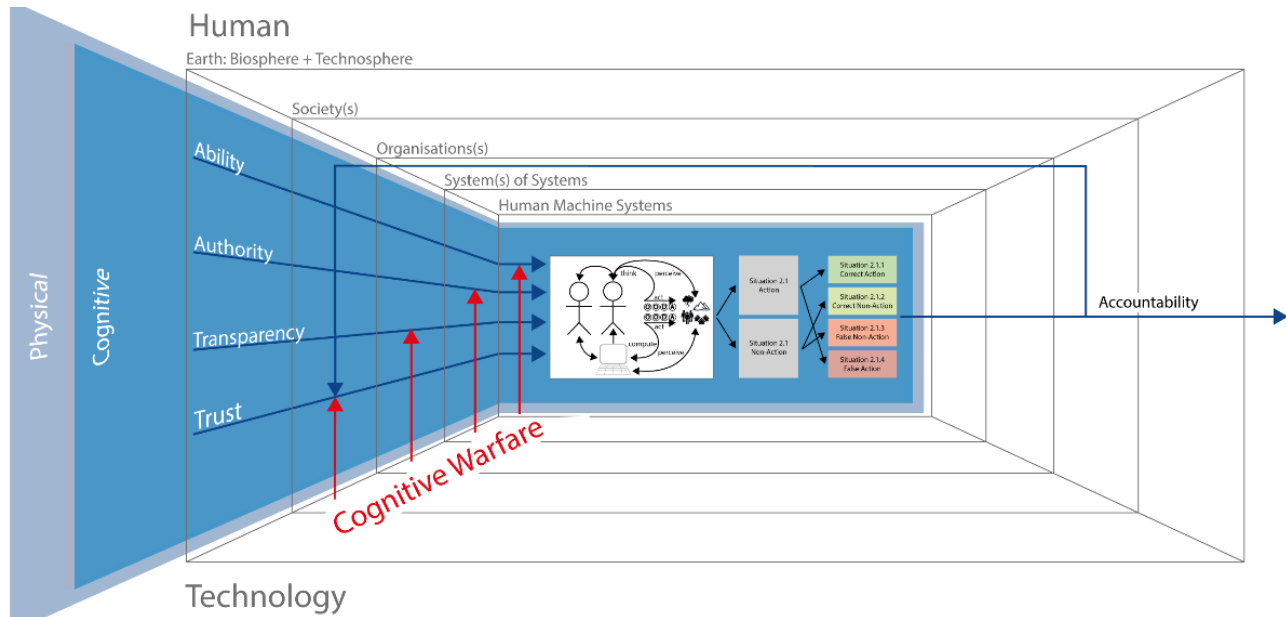 Human
Earth: Biosphere + Technosphere
Society(s)
Organisations(s)
System(s) of Systems
Human Machine Systems
Physical
Cognitive
Ability
Authority
Transparency
Trust
think
perceive
act
O O D A
O O D A
act
compute
perceive
Situation 2.1
Action
Situation 2.1
Non-Action
Situation 2.1.1
Correct Action
Situation 2.1.2
Correct Non-Action
Situation 2.1.3
False Non-Action
Situation 2.1.4
False Action
Accountability
Cognitive Warfare
Technology